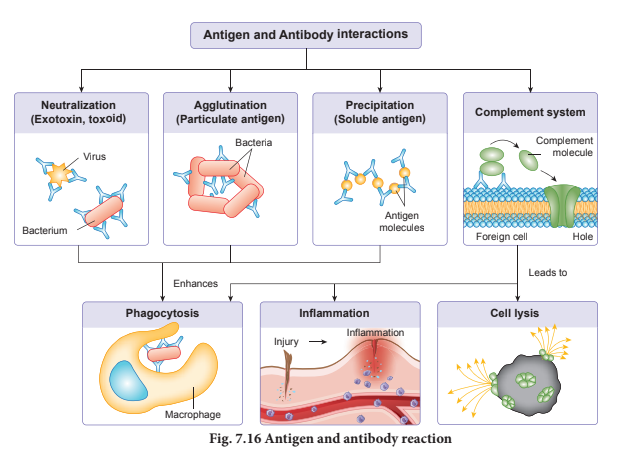 Antigen and Antibody interactions
Neutralization
(Exotoxin, toxoid)
Virus
Bacterium
Agglutination
(Particulate antigen)
Bacteria
Precipitation
(Soluble antigen)
Antigen
molecules
Complement system
Complement
molecule
Foreign cell
Hole
Enhances
Leads to
Phagocytosis
Macrophage
Inflammation
Injury
Inflammation
Cell lysis
Fig. 7.16 Antigen and antibody reaction